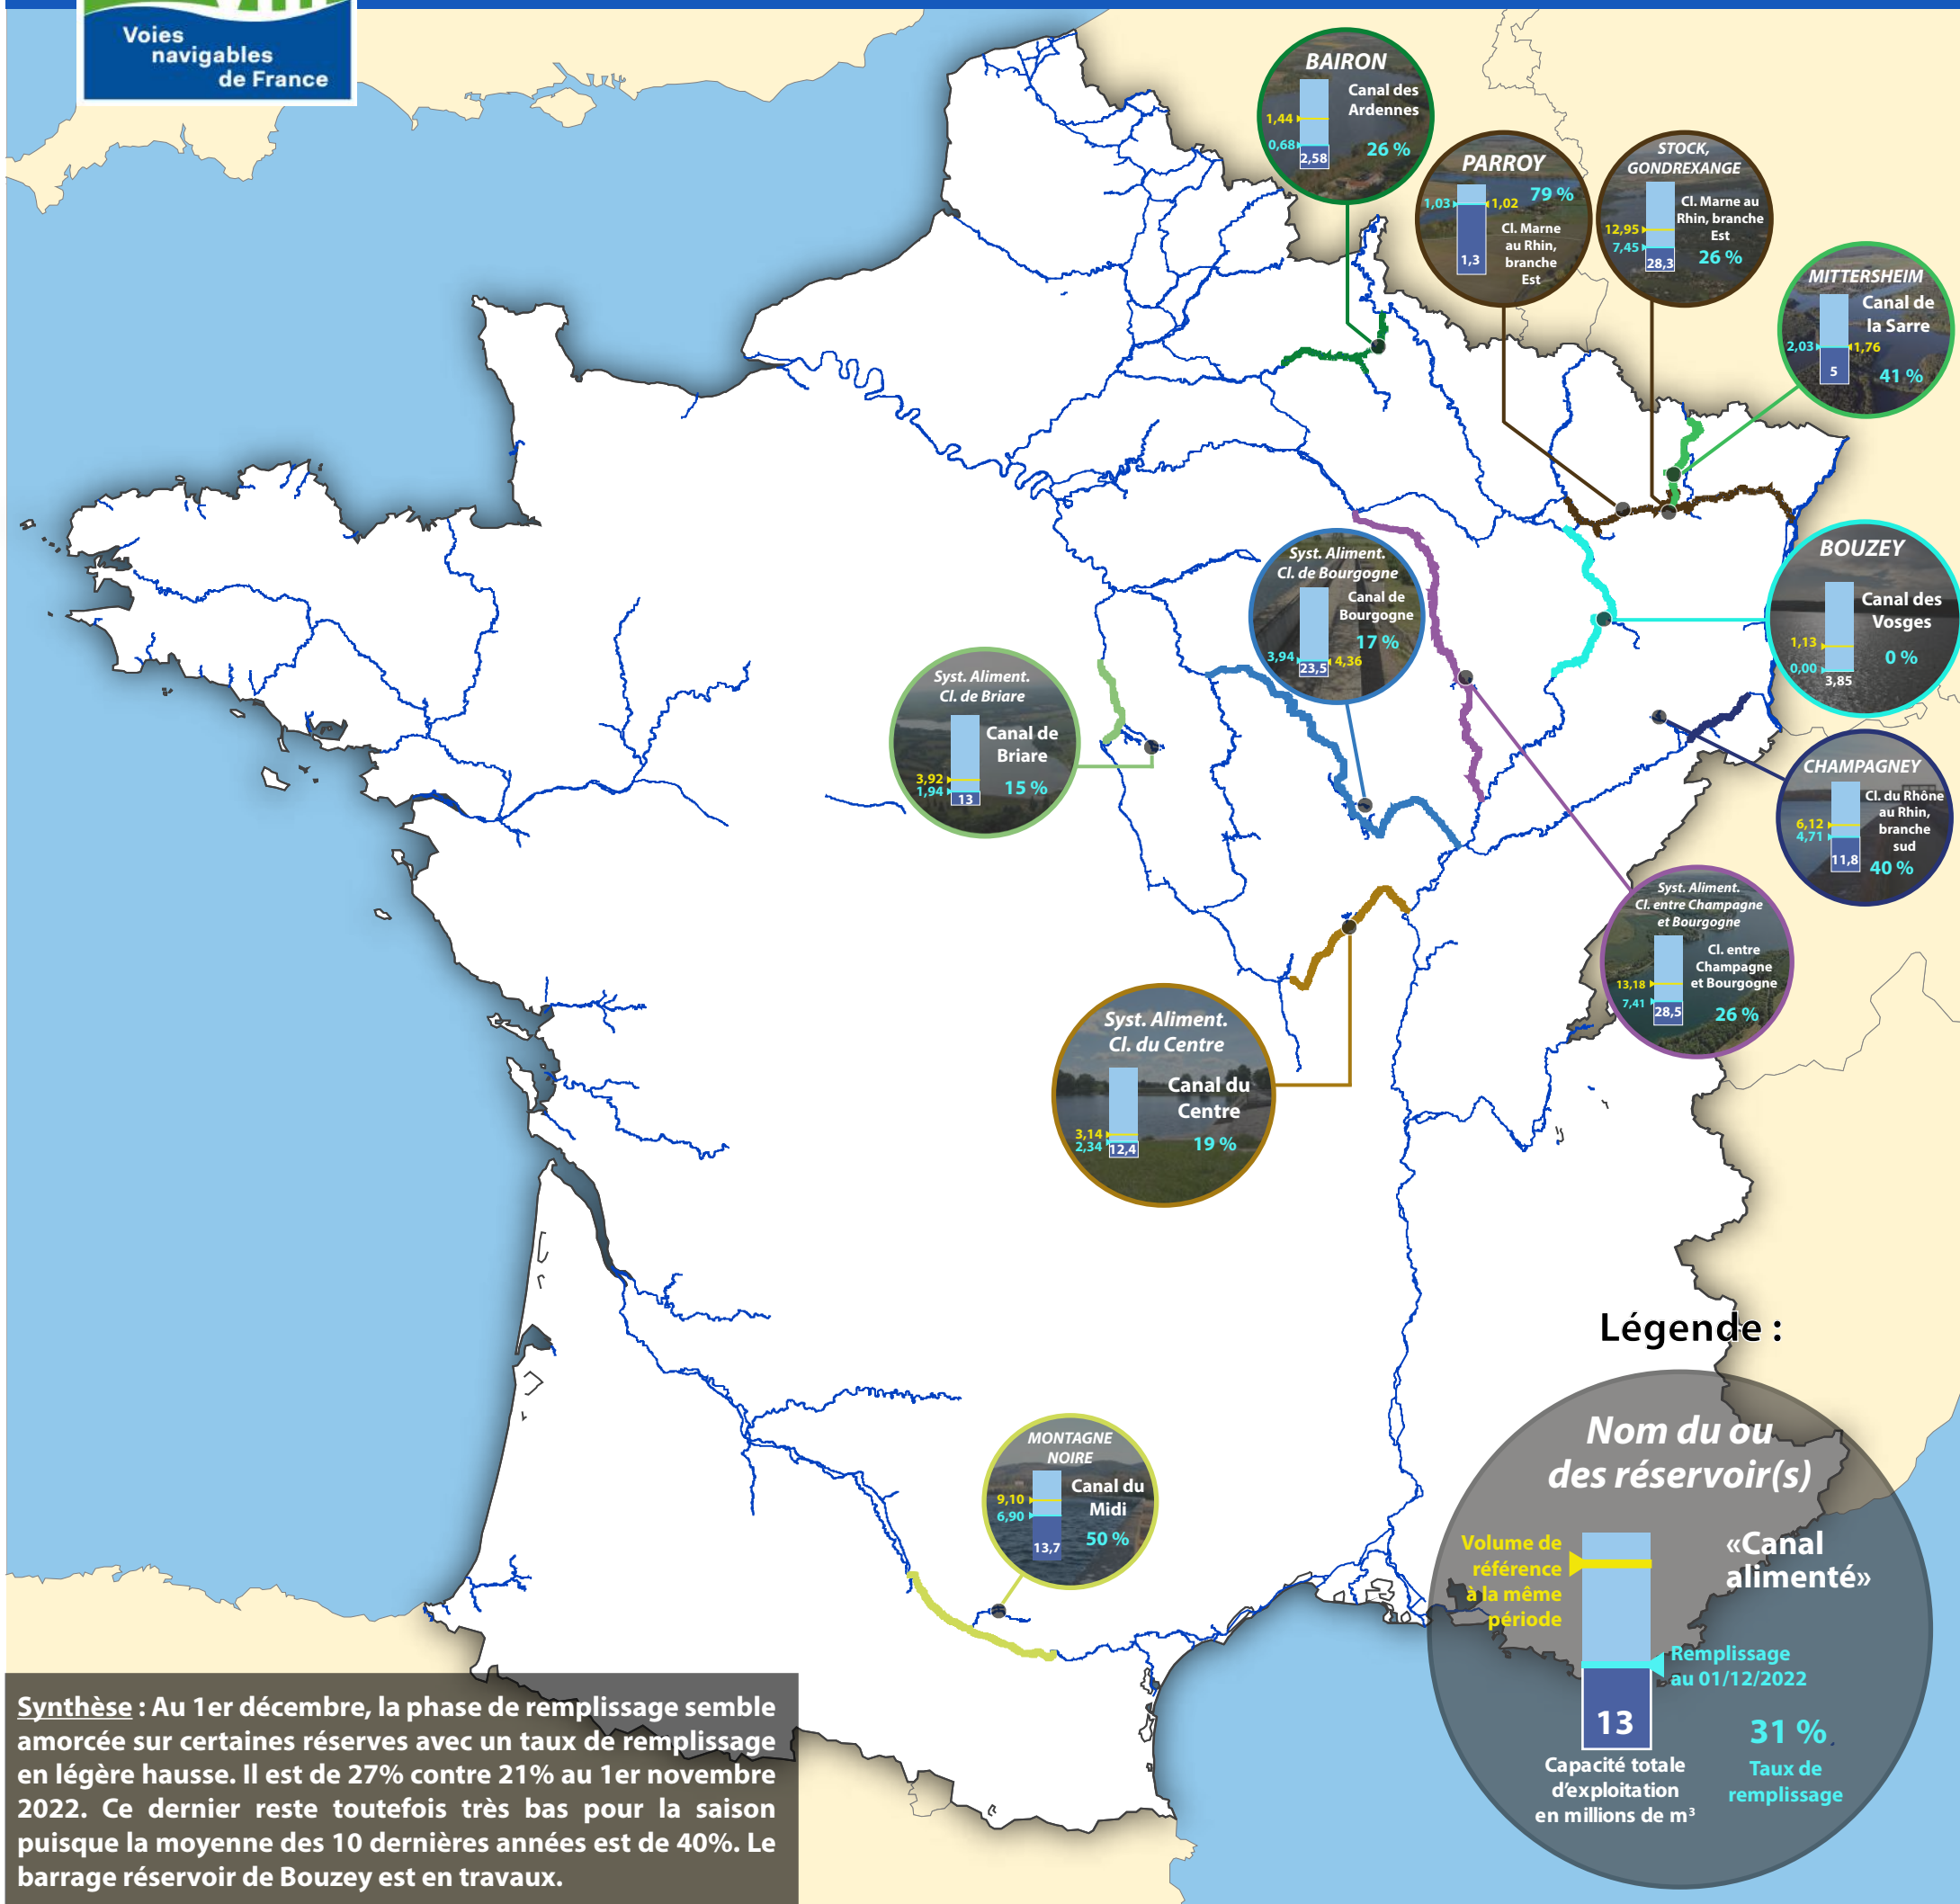 Voies
navigables
de France
BAIRON
Canal des
Ardennes
1,44
0,68
2,58
26 %
PARROY
79 %
1,03
1,02
Cl. Marne
au Rhin,
branche
Est
1,3
STOCK,
GONDREXANGE
Cl. Marne au
Rhin, branche
Est
12,95
7,45
28,3
26 %
MITTERSHEIM
Canal de
la Sarre
2,03
1,76
5
41 %
BOUZEY
Canal des
Vosges
1,13
0,00
3,85
0 %
Syst. Aliment.
Cl. de Bourgogne
Canal de
Bourgogne
17 %
3,94
4,36
23,5
Syst. Aliment.
Cl. de Briare
Canal de
Briare
3,92
1,94
13
15 %
CHAMPAGNEY
Cl. du Rhône
au Rhin,
branche
sud
6,12
4,71
11,8
40 %
Syst. Aliment.
Cl. entre Champagne
et Bourgogne
Cl. entre
Champagne
et Bourgogne
13,18
7,41
28,5
26 %
Syst. Aliment.
Cl. du Centre
Canal du
Centre
3,14
2,34
12,4
19 %
MONTAGNE
NOIRE
Canal du
Midi
9,10
6,90
13,7
50 %
Légende :
Nom du ou
des réservoir(s)
Volume de
référence
à la même
période
«Canal
alimenté»
Remplissage
au 01/12/2022
13
31 %
Capacité totale
d'exploitation
en millions de m³
Taux de
remplissage
Synthèse : Au 1er décembre, la phase de remplissage semble
amorcée sur certaines réserves avec un taux de remplissage
en légère hausse. Il est de 27% contre 21% au 1er novembre
2022. Ce dernier reste toutefois très bas pour la saison
puisque la moyenne des 10 dernières années est de 40%. Le
barrage réservoir de Bouzey est en travaux.